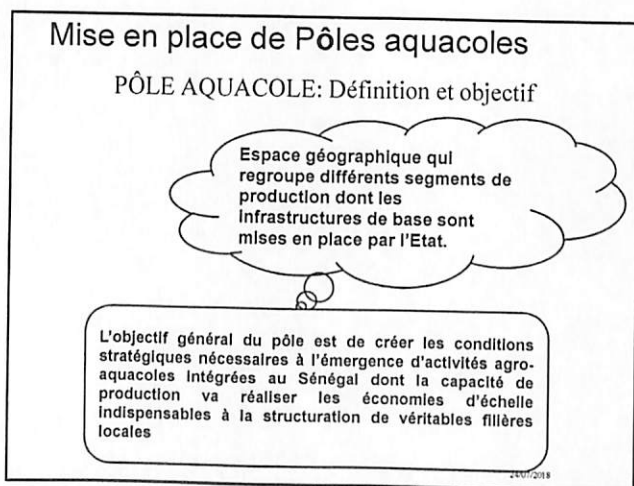 Mise en place de Pôles aquacoles
PÔLE AQUACOLE: Définition et objectif
Espace géographique qui
regroupe différents segments de
production dont les
infrastructures de base sont
mises en place par l'Etat.
L'objectif général du pôle est de créer les conditions
stratégiques nécessaires à l'émergence d'activités agro-
aquacoles intégrées au Sénégal dont la capacité de
production va réaliser les économies d'échelle
indispensables à la structuration de véritables filières
locales
24/07/2018